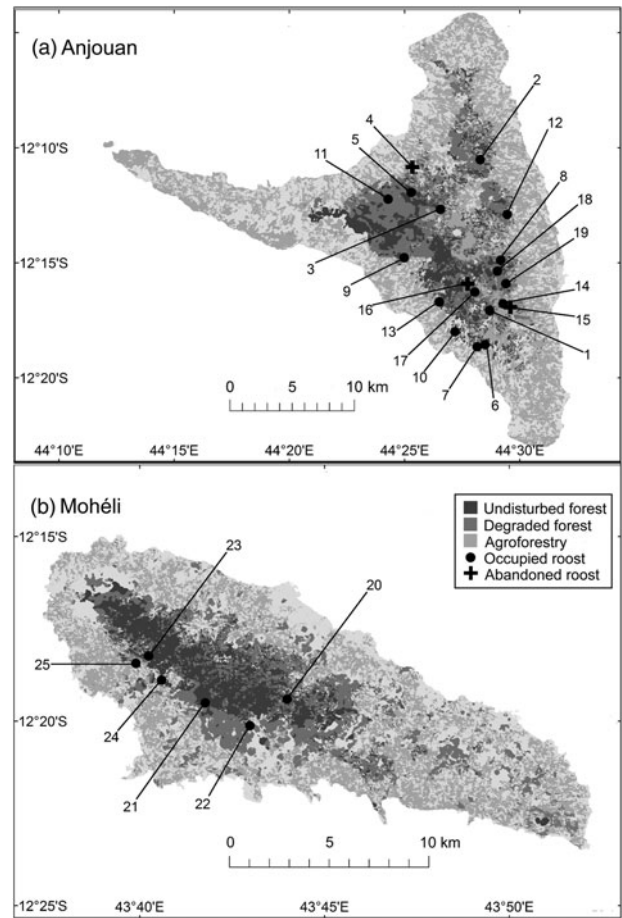 (a) Anjouan
2
12
4
5
11
8
18
19
3
9
16
14
15
13
17
10
7
6
1
12°10'S
12°15'S
12°20'S
0 5 10 km
44°10'E 44°15'E 44°20'E 44°25'E 44°30'E
(b) Mohéli
Undisturbed forest
Degraded forest
Agroforestry
Occupied roost
Abandoned roost
12°15'S
23
20
25
24
12°20'S
21
22
0 5 10 km
12°25'S
43°40'E 43°45'E 43°50'E